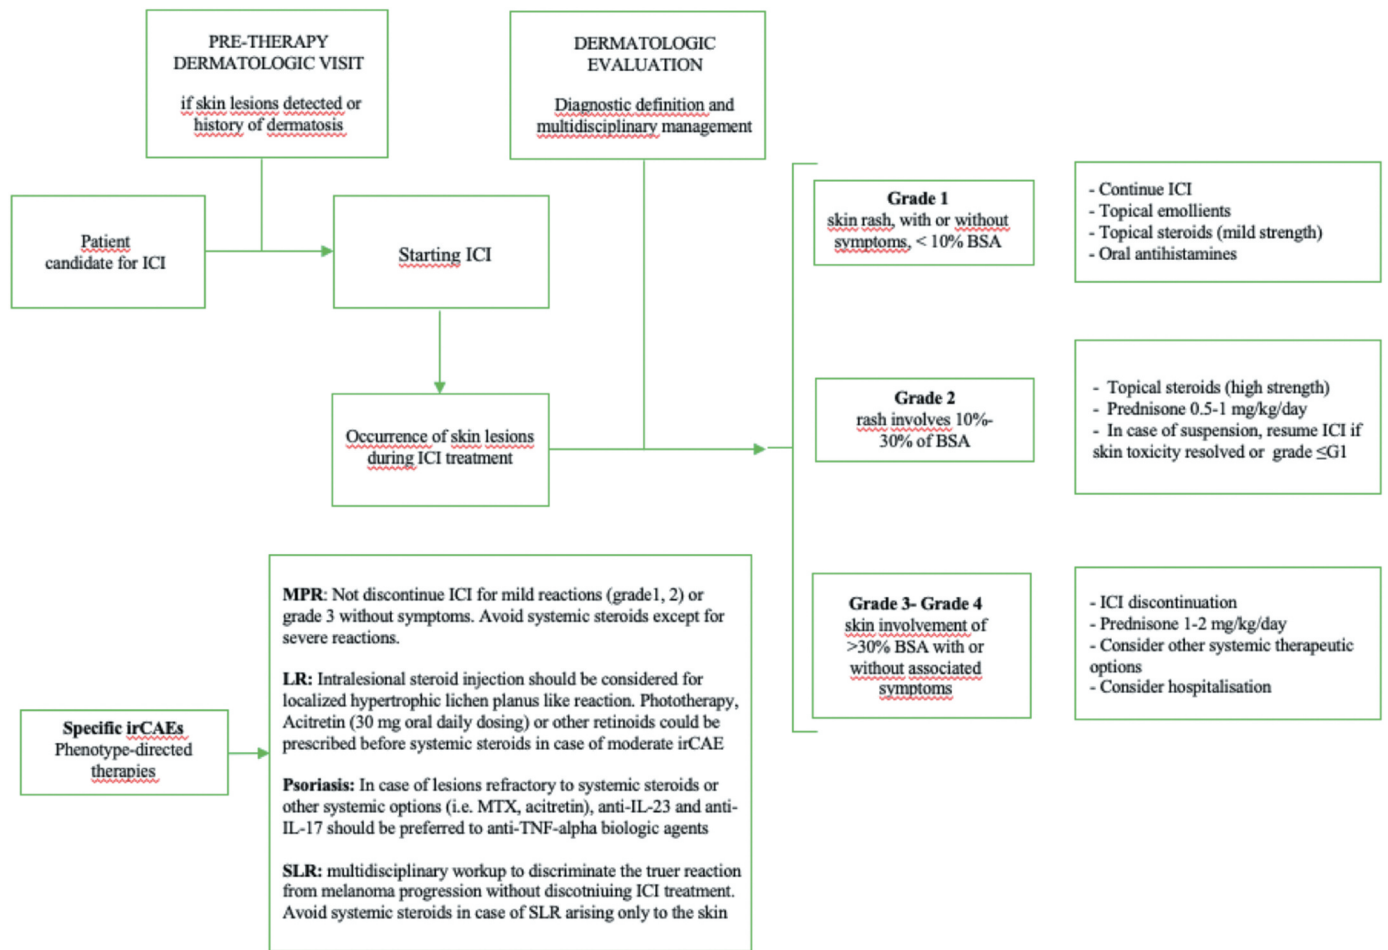 PRE-THERAPY
DERMATOLOGIC VISIT
if skin lesions detected or
history of dermatosis
DERMATOLOGIC
EVALUATION
Diagnostic definition and
multidisciplinary management
Patient
candidate for ICI
Starting ICI
Occurrence of skin lesions
during ICI treatment
Grade 1
skin rash, with or without
symptoms, < 10% BSA
- Continue ICI
- Topical emollients
- Topical steroids (mild strength)
- Oral antihistamines
Grade 2
rash involves 10%-
30% of BSA
- Topical steroids (high strength)
- Prednisone 0.5-1 mg/kg/day
- In case of suspension, resume ICI if
skin toxicity resolved or grade ≤G1
Grade 3- Grade 4
skin involvement of
>30% BSA with or
without associated
symptoms
- ICI discontinuation
- Prednisone 1-2 mg/kg/day
- Consider other systemic therapeutic
options
- Consider hospitalisation
Specific irCAEs
Phenotype-directed
therapies
MPR: Not discontinue ICI for mild reactions (grade1, 2) or
grade 3 without symptoms. Avoid systemic steroids except for
severe reactions.
LR: Intralesional steroid injection should be considered for
localized hypertrophic lichen planus like reaction. Phototherapy,
Acitretin (30 mg oral daily dosing) or other retinoids could be
prescribed before systemic steroids in case of moderate irCAE
Psoriasis: In case of lesions refractory to systemic steroids or
other systemic options (i.e. MTX, acitretin), anti-IL-23 and anti-
IL-17 should be preferred to anti-TNF-alpha biologic agents
SLR: multidisciplinary workup to discriminate the truer reaction
from melanoma progression without discotniuing ICI treatment.
Avoid systemic steroids in case of SLR arising only to the skin